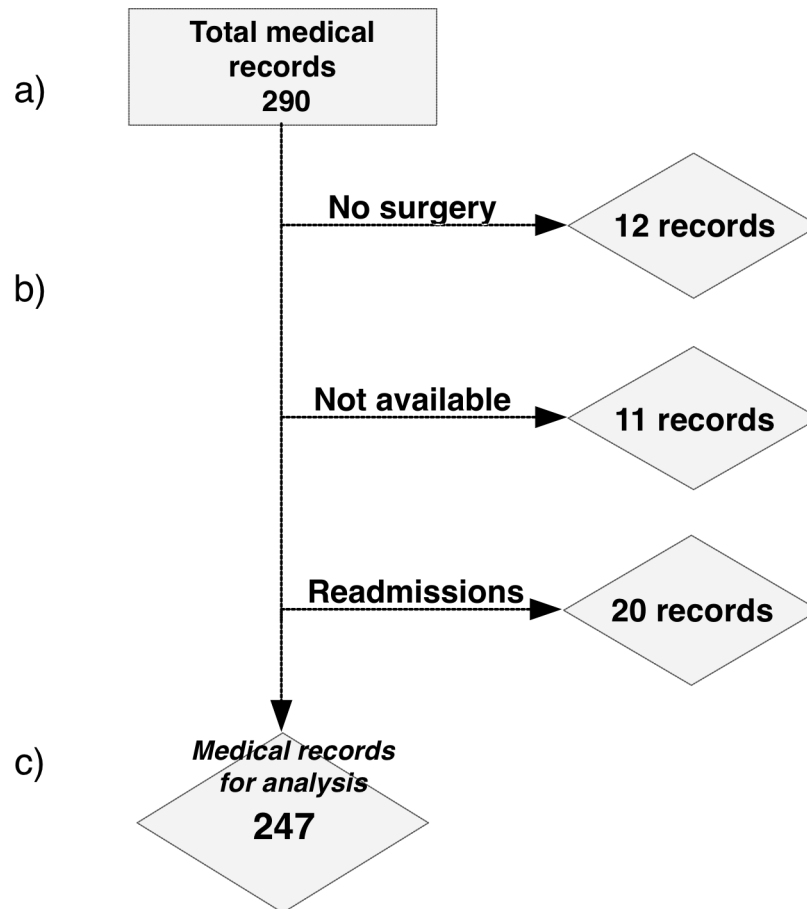 Total medical
records
290
a)
No surgery
12 records
b)
Not available
11 records
Readmissions
20 records
c)
Medical records
for analysis
247